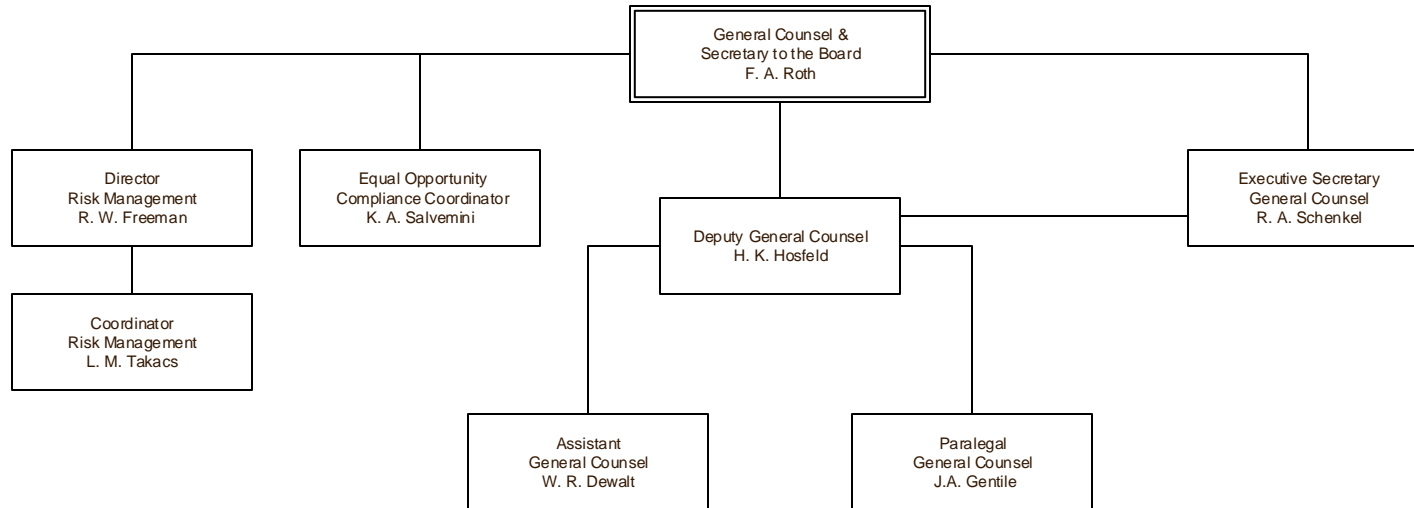 General Counsel &
Secretary to the Board
F. A. Roth
Director
Risk Management
R. W. Freeman
Equal Opportunity
Compliance Coordinator
K. A. Salvemini
Executive Secretary
General Counsel
R. A. Schenkel
Deputy General Counsel
H. K. Hosfeld
Coordinator
Risk Management
L. M. Takacs
Assistant
General Counsel
W. R. Dewalt
Paralegal
General Counsel
J.A. Gentile